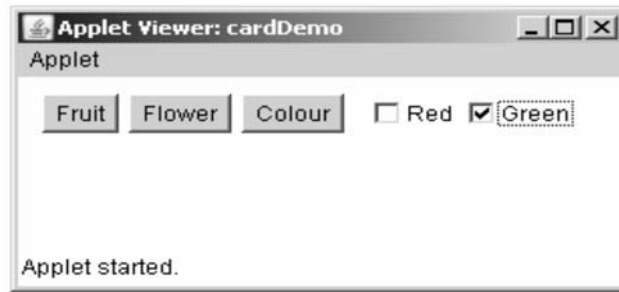 Applet Viewer: cardDemo
Applet
Fruit Flower Colour Red Green
Applet started.